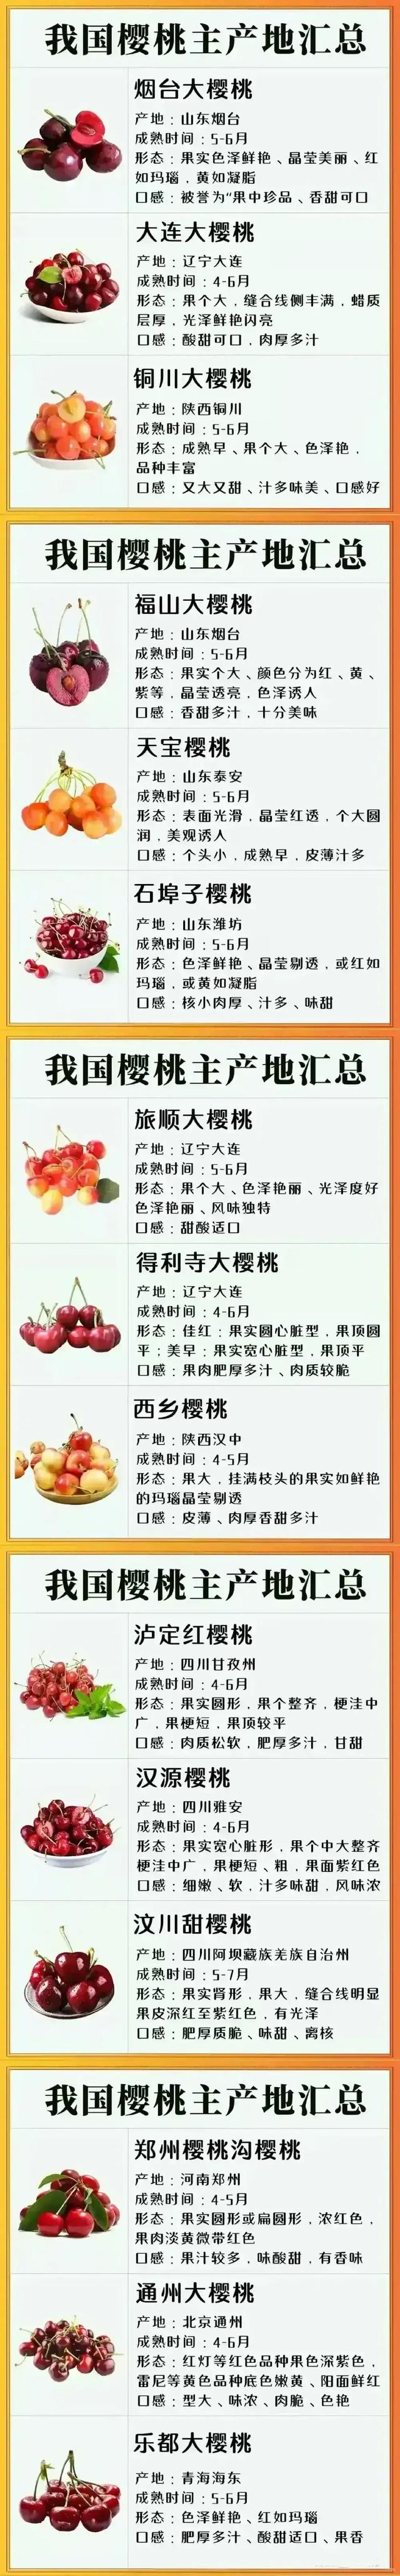 我国樱桃主产地汇总
烟台大樱桃
产地：山东烟台
成熟时间：5-6月
形态：果实色泽鲜艳、晶莹美丽、红
如玛瑙，黄如凝脂
口感：被誉为“果中珍品、香甜可口
大连大樱桃
产地：辽宁大连
成熟时间：4-6月
形态：果个大，缝合线侧丰满，蜡质
层厚，光泽鲜艳闪亮
口感：酸甜可口，肉厚多汁
铜川大樱桃
产地：陕西铜川
成熟时间：5-6月
形态：成熟早、果个大、色泽艳，
品种丰富
口感：又大又甜、汁多味美、口感好
我国樱桃主产地汇总
福山大樱桃
产地：山东烟台
成熟时间：5-6月
形态：果实个大、颜色分为红、黄、
紫等，晶莹透亮，色泽诱人
口感：香甜多汁，十分美味
天宝樱桃
产地：山东泰安
成熟时间：5-6月
形态：表面光滑，晶莹红透，个大圆
润，美观诱人
口感：个头小，成熟早，皮薄汁多
石埠子樱桃
产地：山东潍坊
成熟时间：5-6月
形态：色泽鲜艳、晶莹剔透，或红如
玛瑙，或黄如凝脂
口感：核小肉厚、汁多、味甜
我国樱桃主产地汇总
旅顺大樱桃
产地：辽宁大连
成熟时间：5-6月
形态：果个大、色泽艳丽、光泽度好
色泽艳丽、风味独特
口感：甜酸适口
得利寺大樱桃
产地：辽宁大连
成熟时间：4-6月
形态：佳红：果实圆心脏型，果顶圆
平；美早：果实宽心脏型，果顶平
口感：果肉肥厚多汁、肉质较脆
西乡樱桃
产地：陕西汉中
成熟时间：4-5月
形态：果大，挂满枝头的果实如鲜艳
的玛瑙晶莹剔透
口感：皮薄、肉厚香甜多汁
我国樱桃主产地汇总
泸定红樱桃
产地：四川甘孜州
成熟时间：4-6月
形态：果实圆形，果个整齐，梗洼中
广，果梗短，果顶较平
口感：肉质松软，肥厚多汁，甘甜
汉源樱桃
产地：四川雅安
成熟时间：4-6月
形态：果实宽心脏形，果个中大整齐
梗洼中广，果梗短、粗，果面紫红色
口感：细嫩、软，汁多味甜，风味浓
汶川甜樱桃
产地：四川阿坝藏族羌族自治州
成熟时间：5-7月
形态：果实肾形，果大，缝合线明显
果皮深红至紫红色，有光泽
口感：肥厚质脆、味甜、离核
我国樱桃主产地汇总
郑州樱桃沟樱桃
产地：河南郑州
成熟时间：4-5月
形态：果实圆形或扁圆形，浓红色，
果肉淡黄微带红色
口感：果汁较多，味酸甜，有香味
通州大樱桃
产地：北京通州
成熟时间：4-6月
形态：红灯等红色品种果色深紫色，
雷尼等黄色品种底色嫩黄、阳面鲜红
口感：型大、味浓、肉脆、色艳
乐都大樱桃
产地：青海海东
成熟时间：5-6月
形态：色泽鲜艳、红如玛瑙
口感：肥厚多汁、酸甜适口、果香